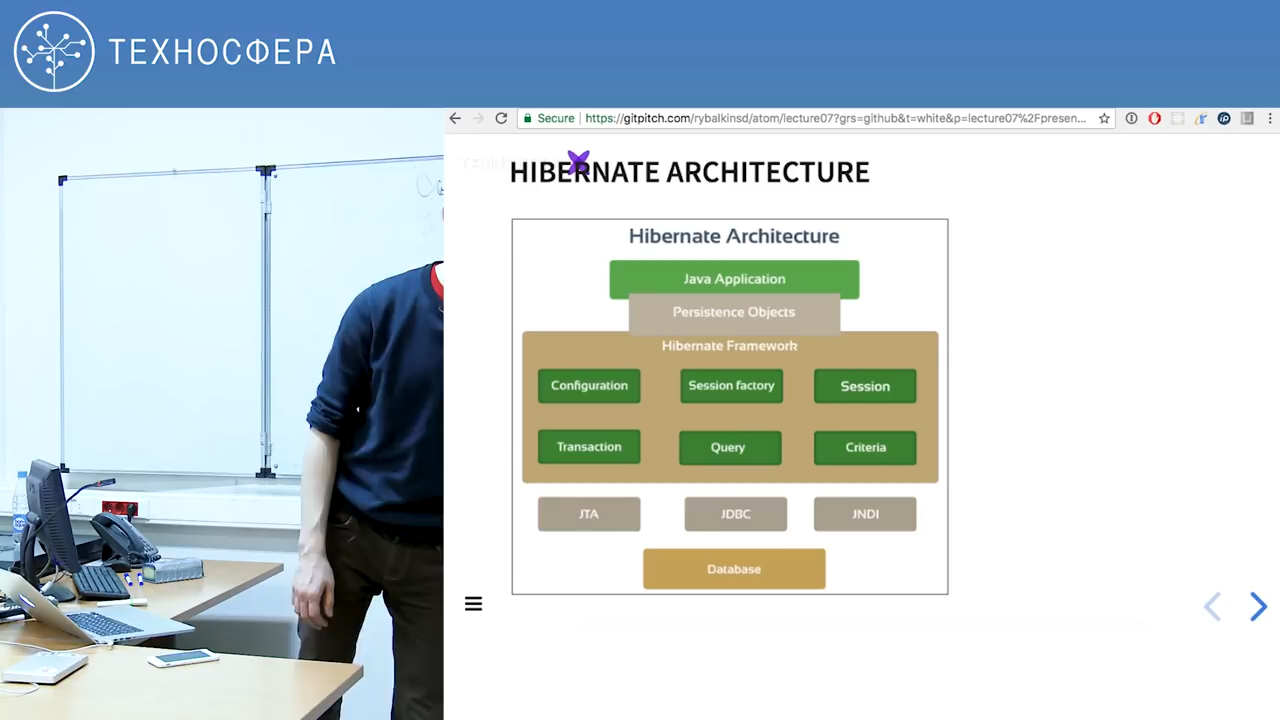 ТЕХНОСФЕРА
Secure
https://gitpitch.com/rybalkinsd/atom/lecture07?grs=github&t=white&p=lecture07%2Fpresen...
HIBERNATE ARCHITECTURE
Hibernate Architecture
Java Application
Persistence Objects
Hibernate Framework
Configuration Session factory Session
Transaction Query Criteria
JTA JDBC JNDI
Database